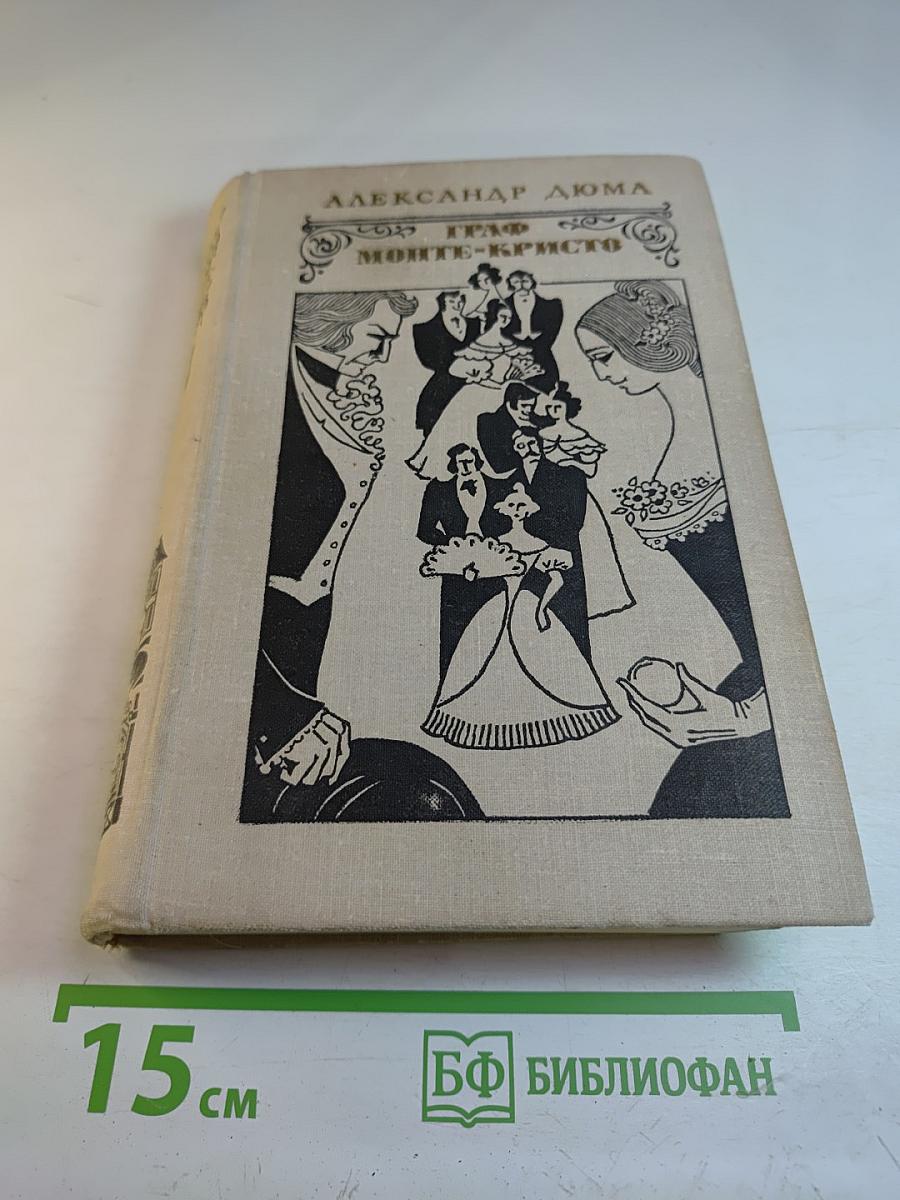 АЛЕКСАНДР ДЮМА
ГРАФ
МОНТЕ-КРИСТО
15 см
БФ БИБЛИОФАН